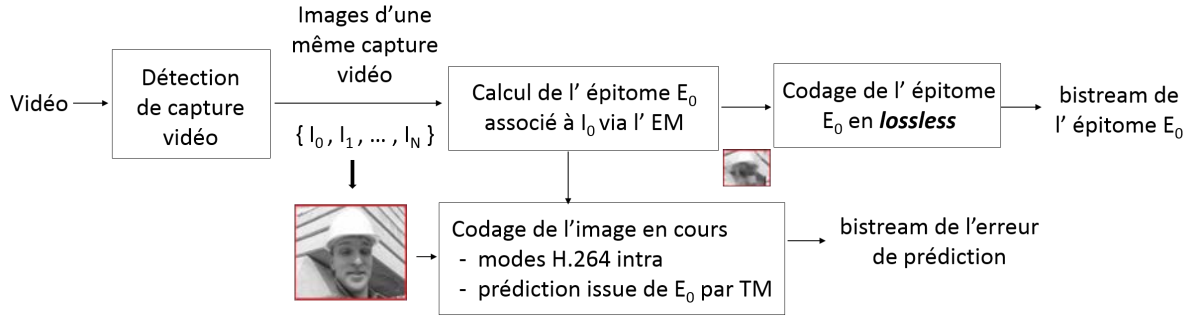 Vidéo
Détection
de capture
vidéo
Images d’une
même capture
vidéo
{ I0 , I1 , ... , IN }
Calcul de l’ épitome E0
associé à I0 via l’ EM
Codage de l’ épitome
E0 en lossless
bistream de
l’ épitome E0
Codage de l’image en cours
- modes H.264 intra
- prédiction issue de E0 par TM
bistream de l’erreur
de prédiction